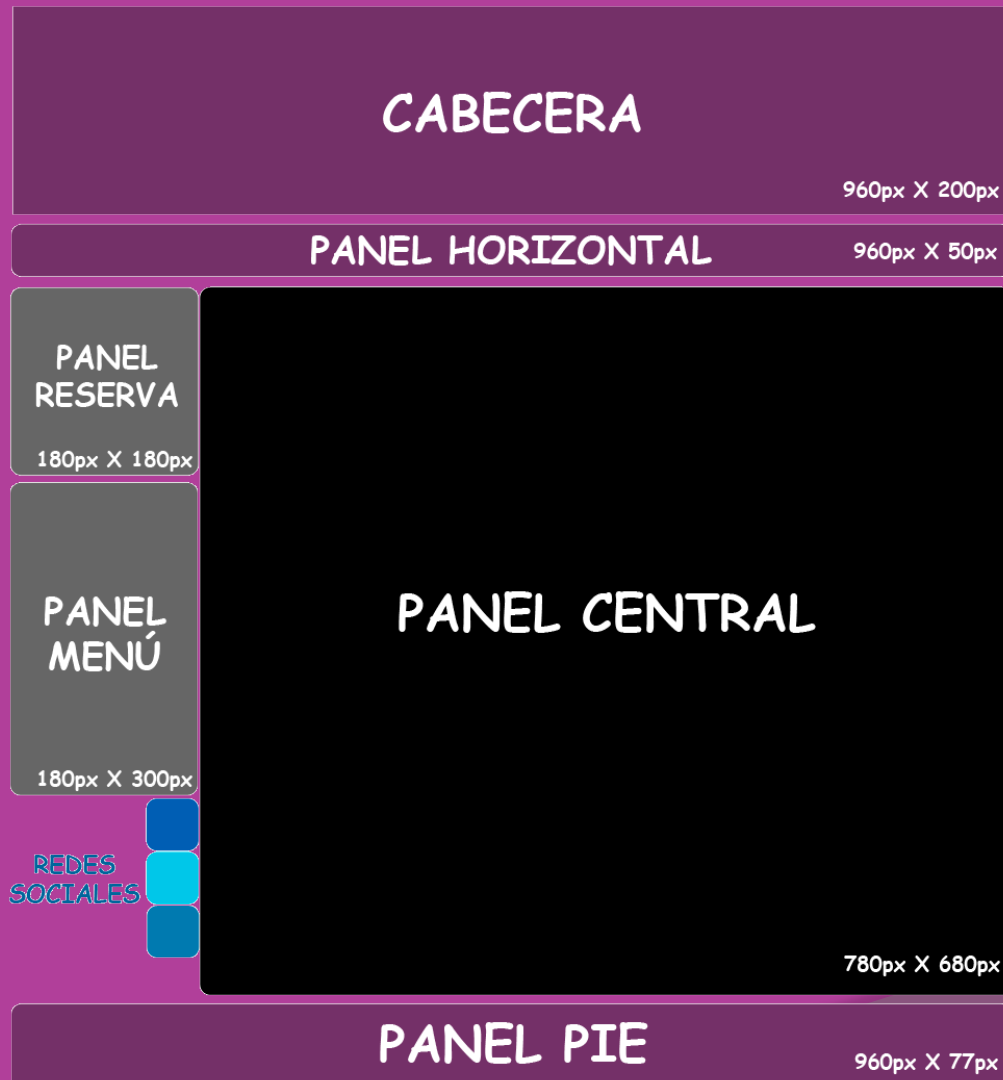 CABECERA
960px X 200px
PANEL HORIZONTAL
960px X 50px
PANEL
RESERVA
180px X 180px
PANEL
MENÚ
180px X 300px
REDES
SOCIALES
PANEL CENTRAL
780px X 680px
PANEL PIE
960px X 77px